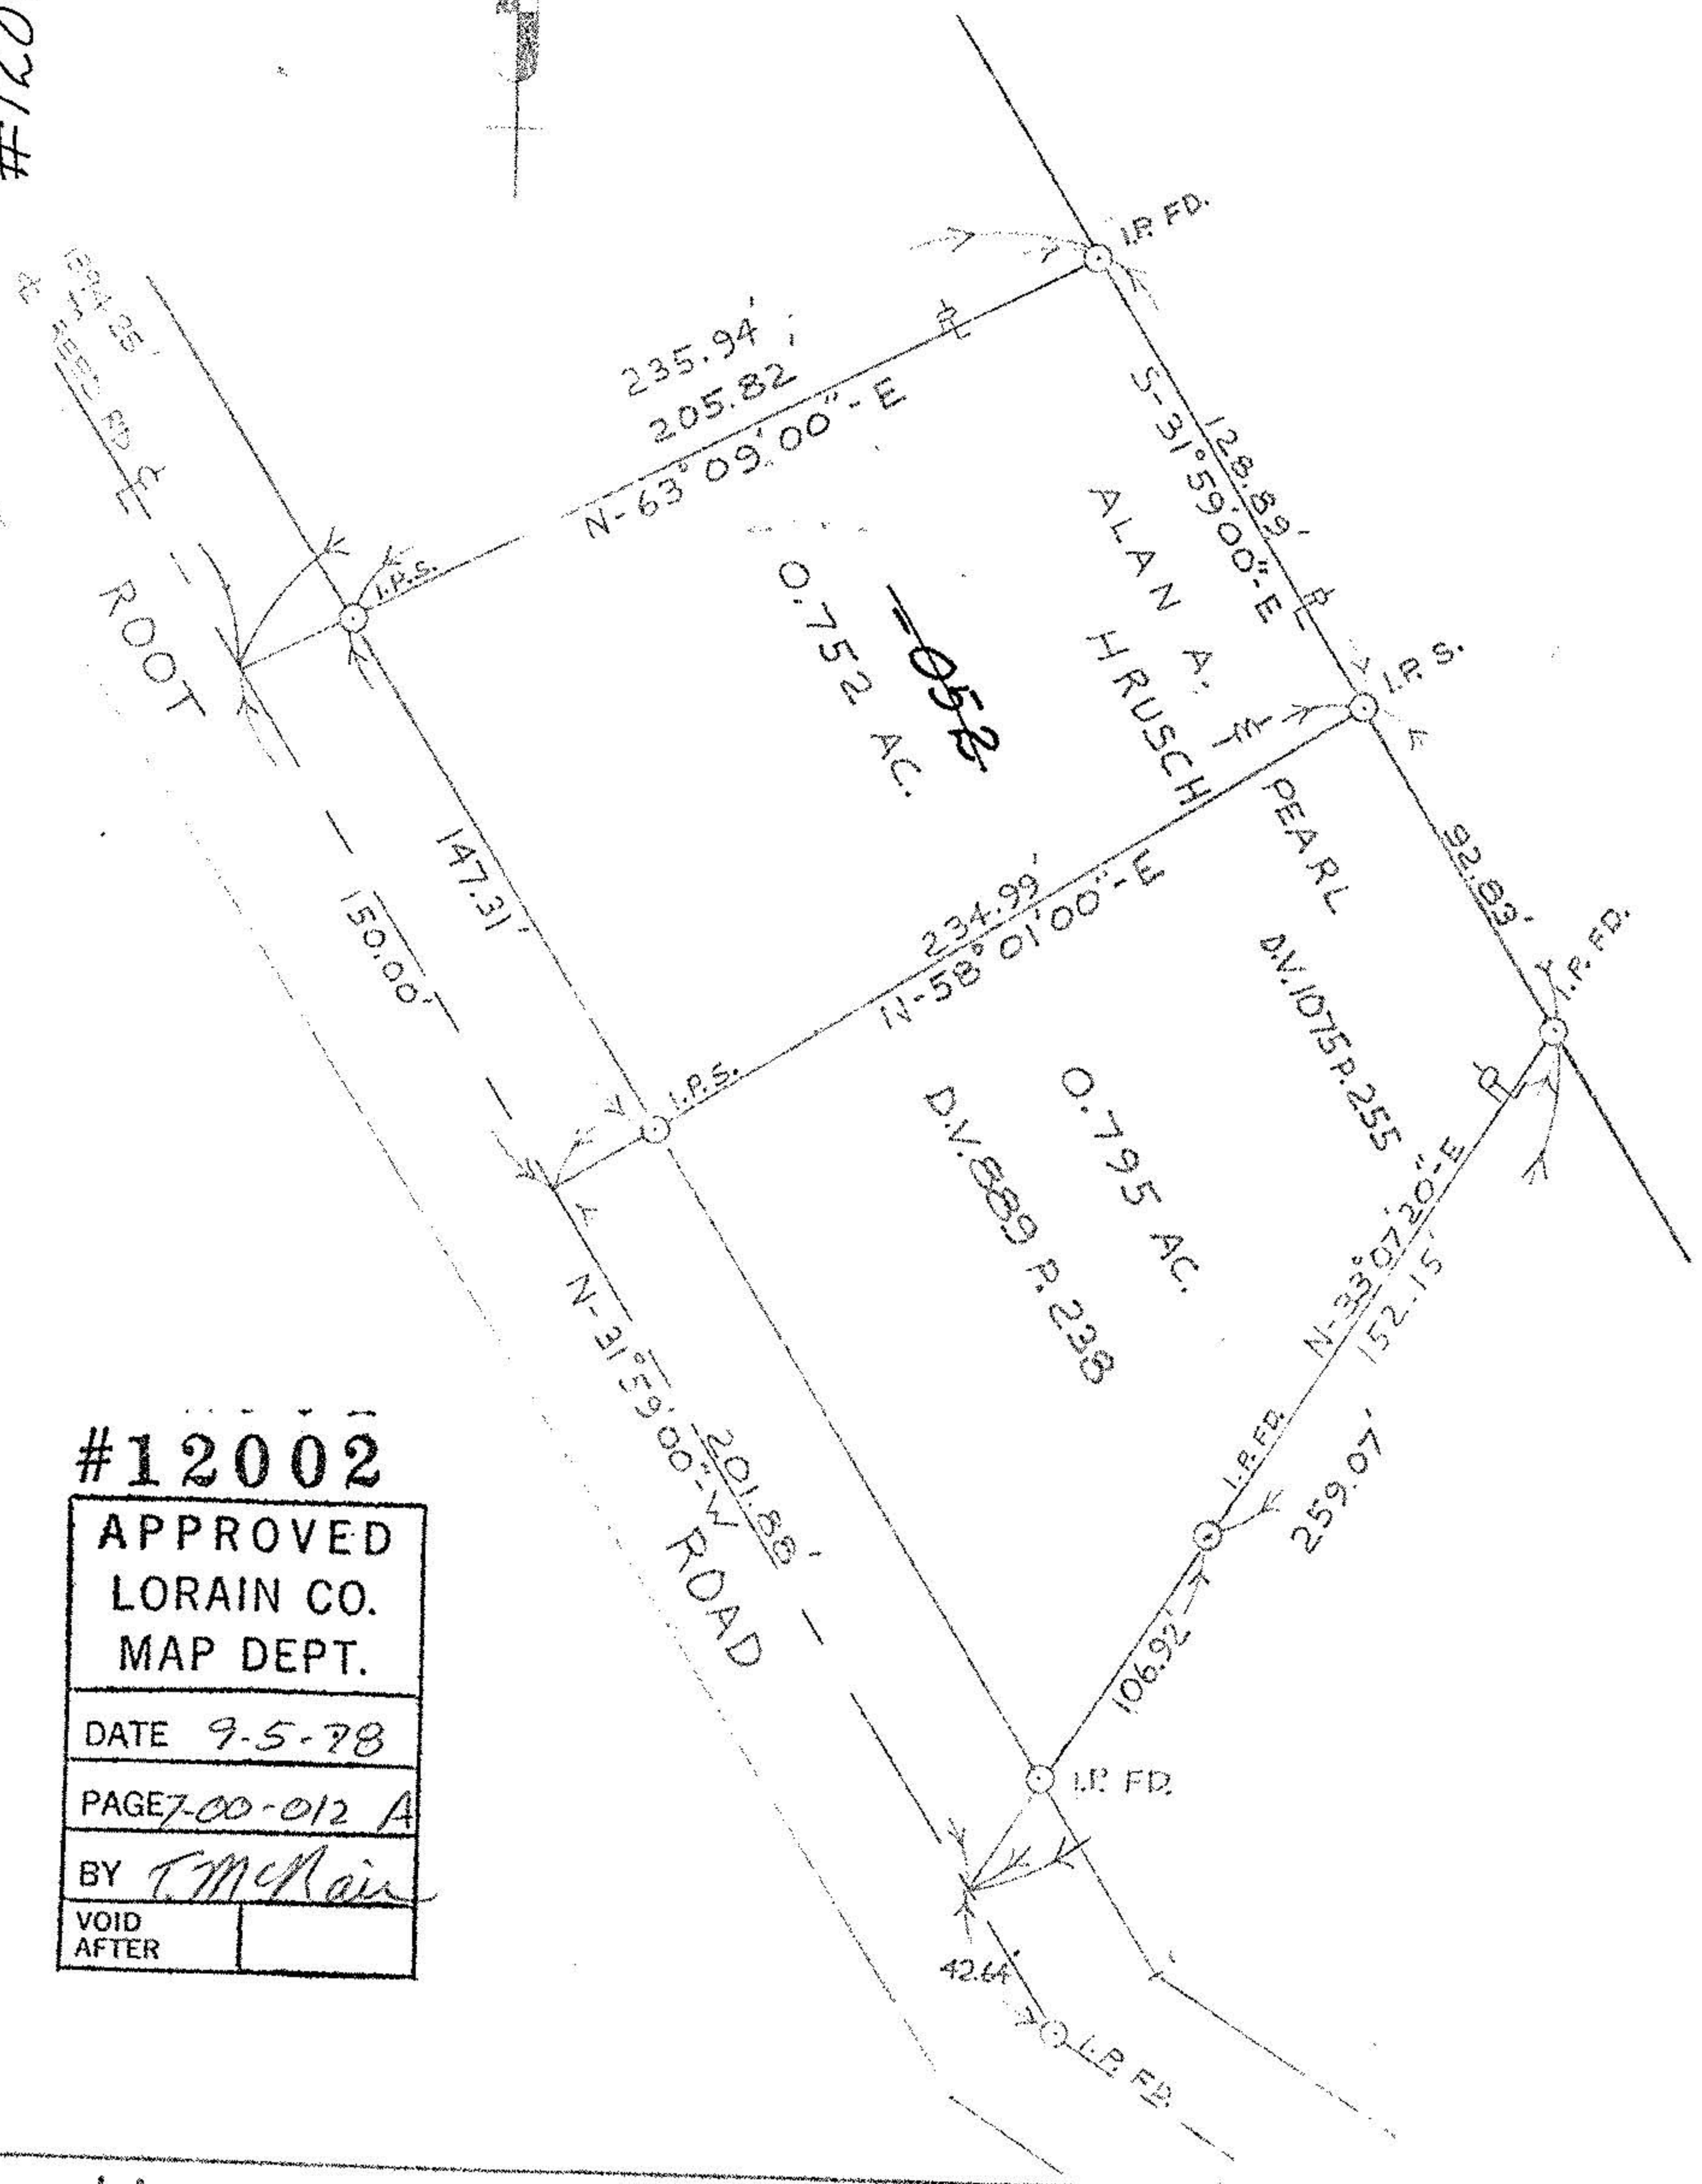 #120
I.P. FD.
235.94'
205.82
N-63°09'00"-E
S-31°59'00"-E
128.89'
I.P.S.
ROOT
0.752 AC.
-052
ALAN A. & PEARL
HRUSCH
I.P.S.
147.31'
150.00'
234.99'
N-58°01'00"-E
92.83'
I.P. FD.
D.V. 1075 P. 255
I.P.S.
0.795 AC.
D.V. 889 P. 238
N-33°07'20"-E
152.15'
N-31°59'00"-W
201.88'
ROAD
I.P. FD.
259.07'
106.92'
I.P. FD.
42.64'
I.P. FD.
#12002
APPROVED
LORAIN CO.
MAP DEPT.
DATE 9-5-78
PAGE 7-00-012 A
BY T. McNair
VOID
AFTER